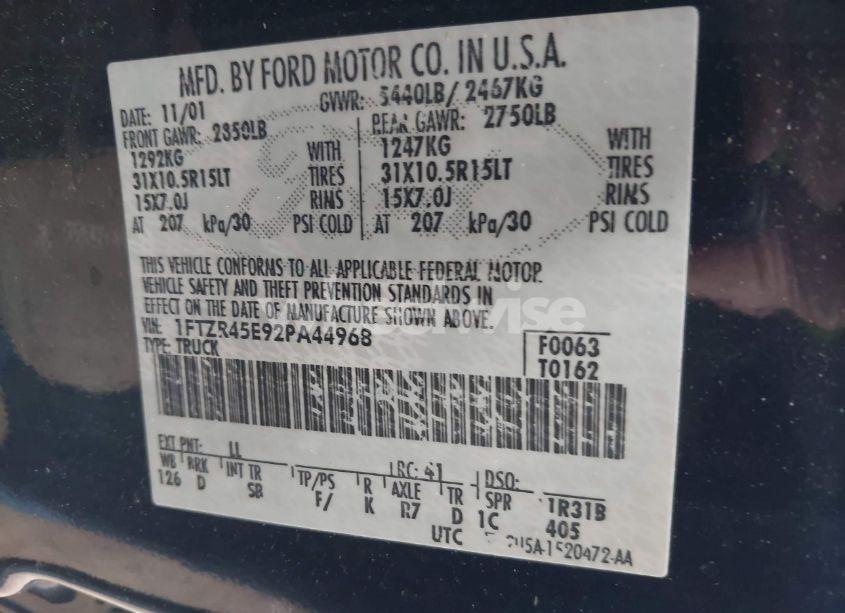 MFD. BY FORD MOTOR CO. IN U.S.A.
DATE: 11/01 GVWR: 5440LB/ 2467KG
FRONT GAWR: 2850LB REAR GAWR: 2750LB
1292KG WITH 1247KG WITH
31X10.5R15LT TIRES 31X10.5R15LT TIRES
15X7.0J RIMS 15X7.0J RIMS
AT 207 kPa/30 PSI COLD AT 207 kPa/30 PSI COLD
THIS VEHICLE CONFORMS TO ALL APPLICABLE FEDERAL MOTOR
VEHICLE SAFETY AND THEFT PREVENTION STANDARDS IN
EFFECT ON THE DATE OF MANUFACTURE SHOWN ABOVE.
VIN: 1FTZR45E92PA44968 F0063
TYPE: TRUCK T0162
EXT PNT: LL RC: 41 DSO:
WB BRK INT TR TP/PS R AXLE TR SPR 1R31B
126 D SB F/ K R7 D 1C 405
UTC